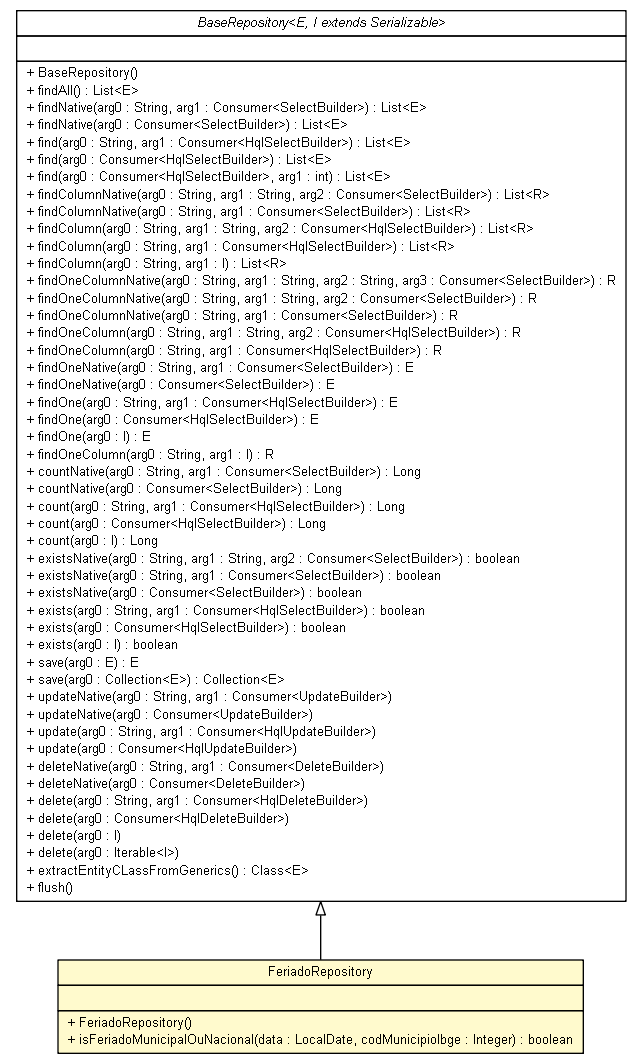 BaseRepository<E, I extends Serializable>
+ BaseRepository()
+ findAll() : List<E>
+ findNative(arg0 : String, arg1 : Consumer<SelectBuilder>) : List<E>
+ findNative(arg0 : Consumer<SelectBuilder>) : List<E>
+ find(arg0 : String, arg1 : Consumer<HqlSelectBuilder>) : List<E>
+ find(arg0 : Consumer<HqlSelectBuilder>) : List<E>
+ find(arg0 : Consumer<HqlSelectBuilder>, arg1 : int) : List<E>
+ findColumnNative(arg0 : String, arg1 : String, arg2 : Consumer<SelectBuilder>) : List<R>
+ findColumnNative(arg0 : String, arg1 : Consumer<SelectBuilder>) : List<R>
+ findColumn(arg0 : String, arg1 : String, arg2 : Consumer<HqlSelectBuilder>) : List<R>
+ findColumn(arg0 : String, arg1 : Consumer<HqlSelectBuilder>) : List<R>
+ findColumn(arg0 : String, arg1 : I) : List<R>
+ findOneColumnNative(arg0 : String, arg1 : String, arg2 : String, arg3 : Consumer<SelectBuilder>) : R
+ findOneColumnNative(arg0 : String, arg1 : String, arg2 : Consumer<SelectBuilder>) : R
+ findOneColumnNative(arg0 : String, arg1 : Consumer<SelectBuilder>) : R
+ findOneColumn(arg0 : String, arg1 : String, arg2 : Consumer<HqlSelectBuilder>) : R
+ findOneColumn(arg0 : String, arg1 : Consumer<HqlSelectBuilder>) : R
+ findOneNative(arg0 : String, arg1 : Consumer<SelectBuilder>) : E
+ findOneNative(arg0 : Consumer<SelectBuilder>) : E
+ findOne(arg0 : String, arg1 : Consumer<HqlSelectBuilder>) : E
+ findOne(arg0 : Consumer<HqlSelectBuilder>) : E
+ findOne(arg0 : I) : E
+ findOneColumn(arg0 : String, arg1 : I) : R
+ countNative(arg0 : String, arg1 : Consumer<SelectBuilder>) : Long
+ countNative(arg0 : Consumer<SelectBuilder>) : Long
+ count(arg0 : String, arg1 : Consumer<HqlSelectBuilder>) : Long
+ count(arg0 : Consumer<HqlSelectBuilder>) : Long
+ count(arg0 : I) : Long
+ existsNative(arg0 : String, arg1 : String, arg2 : Consumer<SelectBuilder>) : boolean
+ existsNative(arg0 : String, arg1 : Consumer<SelectBuilder>) : boolean
+ existsNative(arg0 : Consumer<SelectBuilder>) : boolean
+ exists(arg0 : String, arg1 : Consumer<HqlSelectBuilder>) : boolean
+ exists(arg0 : Consumer<HqlSelectBuilder>) : boolean
+ exists(arg0 : I) : boolean
+ save(arg0 : E) : E
+ save(arg0 : Collection<E>) : Collection<E>
+ updateNative(arg0 : String, arg1 : Consumer<UpdateBuilder>)
+ updateNative(arg0 : Consumer<UpdateBuilder>)
+ update(arg0 : String, arg1 : Consumer<HqlUpdateBuilder>)
+ update(arg0 : Consumer<HqlUpdateBuilder>)
+ deleteNative(arg0 : String, arg1 : Consumer<DeleteBuilder>)
+ deleteNative(arg0 : Consumer<DeleteBuilder>)
+ delete(arg0 : String, arg1 : Consumer<HqlDeleteBuilder>)
+ delete(arg0 : Consumer<HqlDeleteBuilder>)
+ delete(arg0 : I)
+ delete(arg0 : Iterable<I>)
+ extractEntityCLassFromGenerics() : Class<E>
+ flush()
FeriadoRepository
+ FeriadoRepository()
+ isFeriadoMunicipalOuNacional(data : LocalDate, codMunicipioIbge : Integer) : boolean